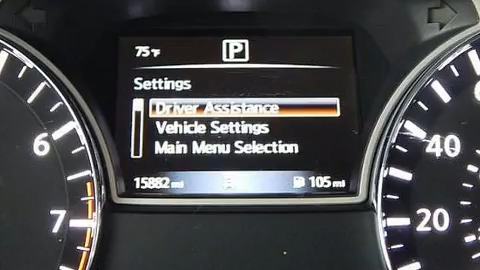 75°F P
Settings
Driver Assistance
Vehicle Settings
Main Menu Selection
15882 mi 105 mi
6
7
40
20